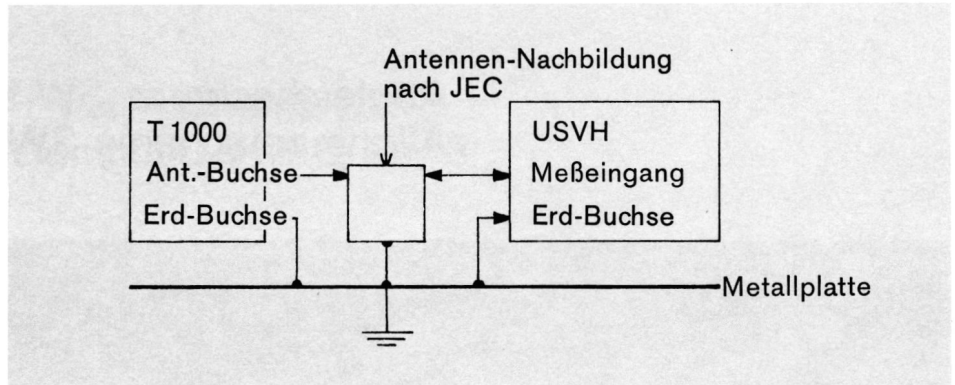 Antennen-Nachbildung
nach JEC
T 1000
Ant.-Buchse
Erd-Buchse
USVH
Meßeingang
Erd-Buchse
Metallplatte